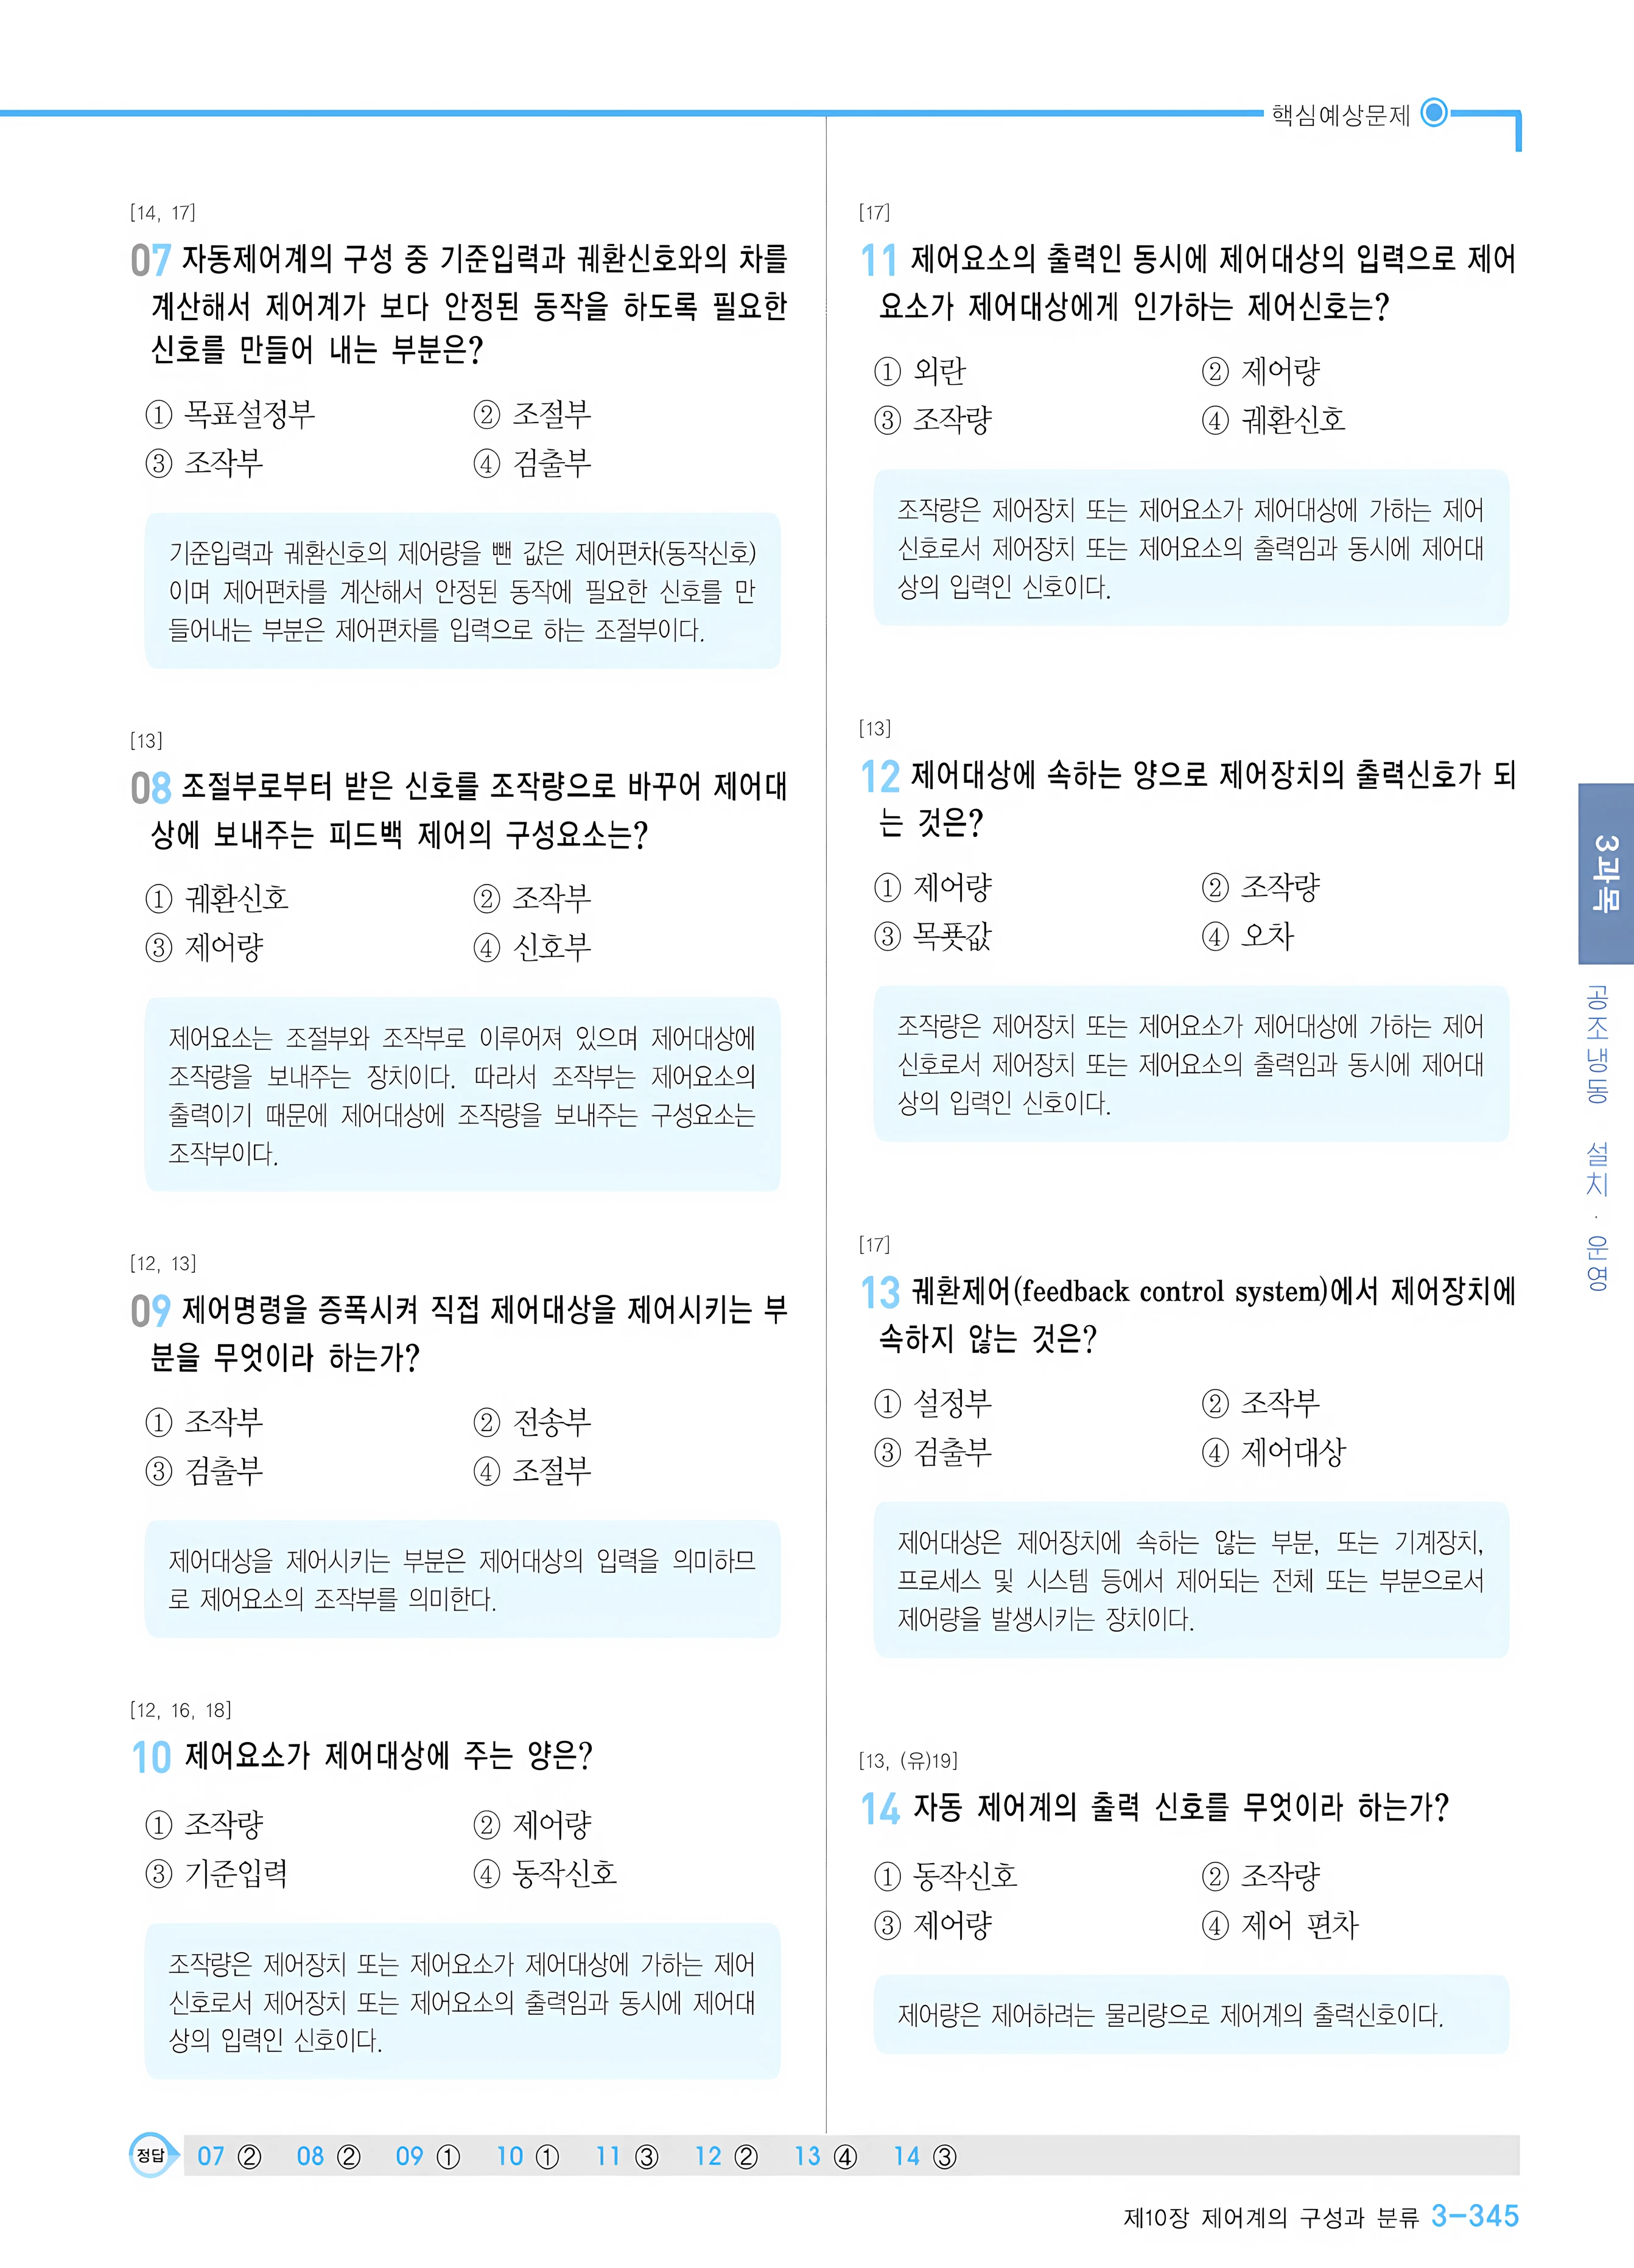 핵심예상문제
[14, 17]
07 자동제어계의 구성 중 기준입력과 궤환신호와의 차를
계산해서 제어계가 보다 안정된 동작을 하도록 필요한
신호를 만들어 내는 부분은?
① 목표설정부 ② 조절부
③ 조작부 ④ 검출부
기준입력과 궤환신호의 제어량을 뺀 값은 제어편차(동작신호)
이며 제어편차를 계산해서 안정된 동작에 필요한 신호를 만
들어내는 부분은 제어편차를 입력으로 하는 조절부이다.
[13]
08 조절부로부터 받은 신호를 조작량으로 바꾸어 제어대
상에 보내주는 피드백 제어의 구성요소는?
① 궤환신호 ② 조작부
③ 제어량 ④ 신호부
제어요소는 조절부와 조작부로 이루어져 있으며 제어대상에
조작량을 보내주는 장치이다. 따라서 조작부는 제어요소의
출력이기 때문에 제어대상에 조작량을 보내주는 구성요소는
조작부이다.
[12, 13]
09 제어명령을 증폭시켜 직접 제어대상을 제어시키는 부
분을 무엇이라 하는가?
① 조작부 ② 전송부
③ 검출부 ④ 조절부
제어대상을 제어시키는 부분은 제어대상의 입력을 의미하므
로 제어요소의 조작부를 의미한다.
[12, 16, 18]
10 제어요소가 제어대상에 주는 양은?
① 조작량 ② 제어량
③ 기준입력 ④ 동작신호
조작량은 제어장치 또는 제어요소가 제어대상에 가하는 제어
신호로서 제어장치 또는 제어요소의 출력임과 동시에 제어대
상의 입력인 신호이다.
[17]
11 제어요소의 출력인 동시에 제어대상의 입력으로 제어
요소가 제어대상에게 인가하는 제어신호는?
① 외란 ② 제어량
③ 조작량 ④ 궤환신호
조작량은 제어장치 또는 제어요소가 제어대상에 가하는 제어
신호로서 제어장치 또는 제어요소의 출력임과 동시에 제어대
상의 입력인 신호이다.
[13]
12 제어대상에 속하는 양으로 제어장치의 출력신호가 되
는 것은?
① 제어량 ② 조작량
③ 목푯값 ④ 오차
조작량은 제어장치 또는 제어요소가 제어대상에 가하는 제어
신호로서 제어장치 또는 제어요소의 출력임과 동시에 제어대
상의 입력인 신호이다.
[17]
13 궤환제어(feedback control system)에서 제어장치에
속하지 않는 것은?
① 설정부 ② 조작부
③ 검출부 ④ 제어대상
제어대상은 제어장치에 속하는 않는 부분, 또는 기계장치,
프로세스 및 시스템 등에서 제어되는 전체 또는 부분으로서
제어량을 발생시키는 장치이다.
[13, (유)19]
14 자동 제어계의 출력 신호를 무엇이라 하는가?
① 동작신호 ② 조작량
③ 제어량 ④ 제어 편차
제어량은 제어하려는 물리량으로 제어계의 출력신호이다.
3과목
공조냉동 설치·운영
정답 07 ② 08 ② 09 ① 10 ① 11 ③ 12 ② 13 ④ 14 ③
제10장 제어계의 구성과 분류 3-345